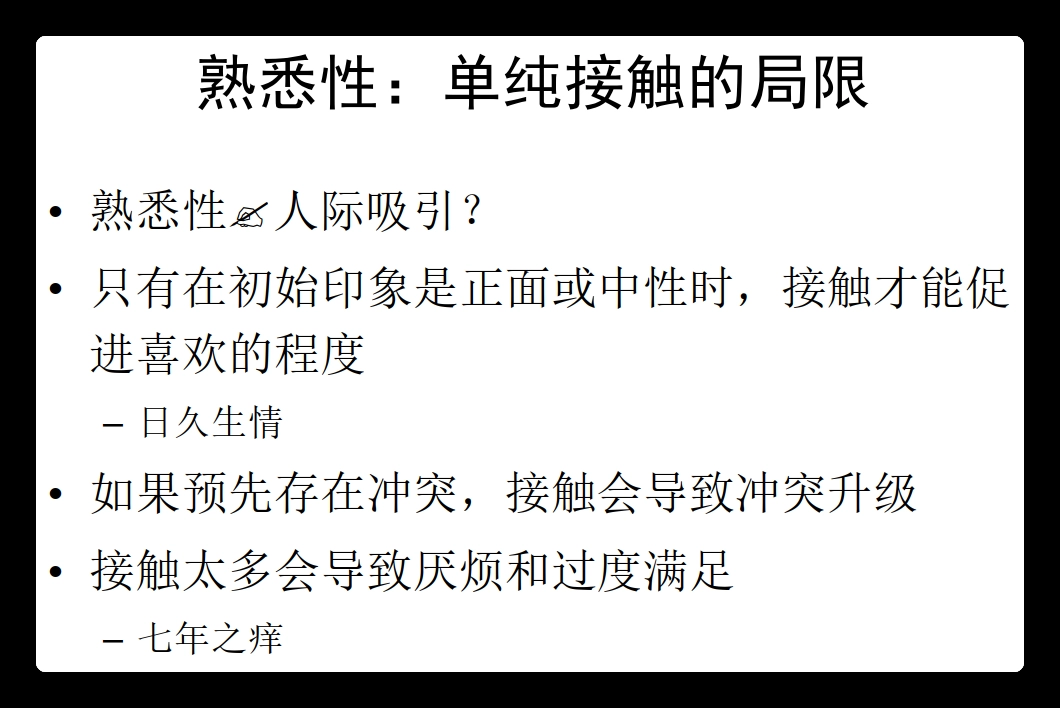 熟悉性：单纯接触的局限
• 熟悉性✍人际吸引？
• 只有在初始印象是正面或中性时，接触才能促
进喜欢的程度
– 日久生情
• 如果预先存在冲突，接触会导致冲突升级
• 接触太多会导致厌烦和过度满足
– 七年之痒